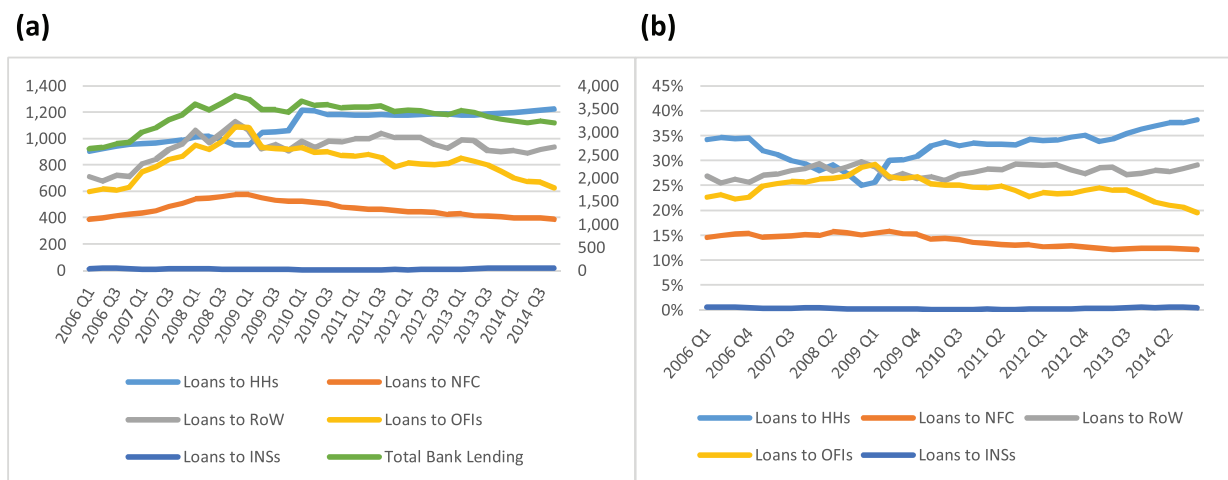 (a)
(b)
1,400
1,200
1,000
800
600
400
200
0
4,000
3,500
3,000
2,500
2,000
1,500
1,000
500
0
2006 Q1
2006 Q3
2007 Q1
2007 Q3
2008 Q1
2008 Q3
2009 Q1
2009 Q3
2010 Q1
2010 Q3
2011 Q1
2011 Q3
2012 Q1
2012 Q3
2013 Q1
2013 Q3
2014 Q1
2014 Q3
Loans to HHs
Loans to NFC
Loans to RoW
Loans to OFIs
Loans to INSs
Total Bank Lending
45%
40%
35%
30%
25%
20%
15%
10%
5%
0%
2006 Q1
2006 Q4
2007 Q3
2008 Q2
2009 Q1
2009 Q4
2010 Q3
2011 Q2
2012 Q1
2012 Q4
2013 Q3
2014 Q2
Loans to HHs
Loans to NFC
Loans to RoW
Loans to OFIs
Loans to INSs